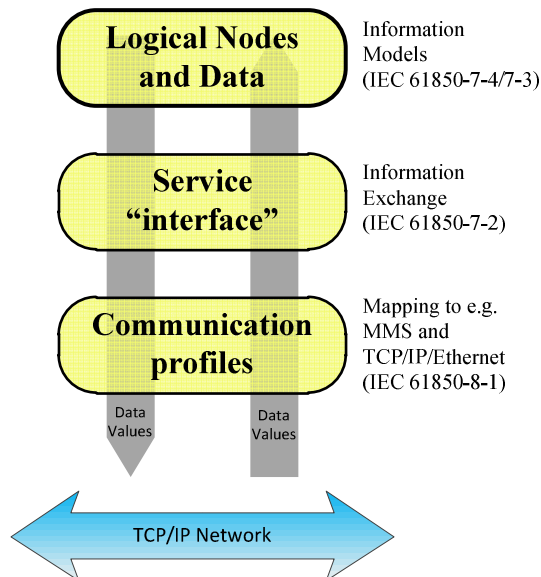 Logical Nodes
and Data
Information
Models
(IEC 61850-7-4/7-3)
Service
“interface”
Information
Exchange
(IEC 61850-7-2)
Communication
profiles
Mapping to e.g.
MMS and
TCP/IP/Ethernet
(IEC 61850-8-1)
Data
Values
Data
Values
TCP/IP Network